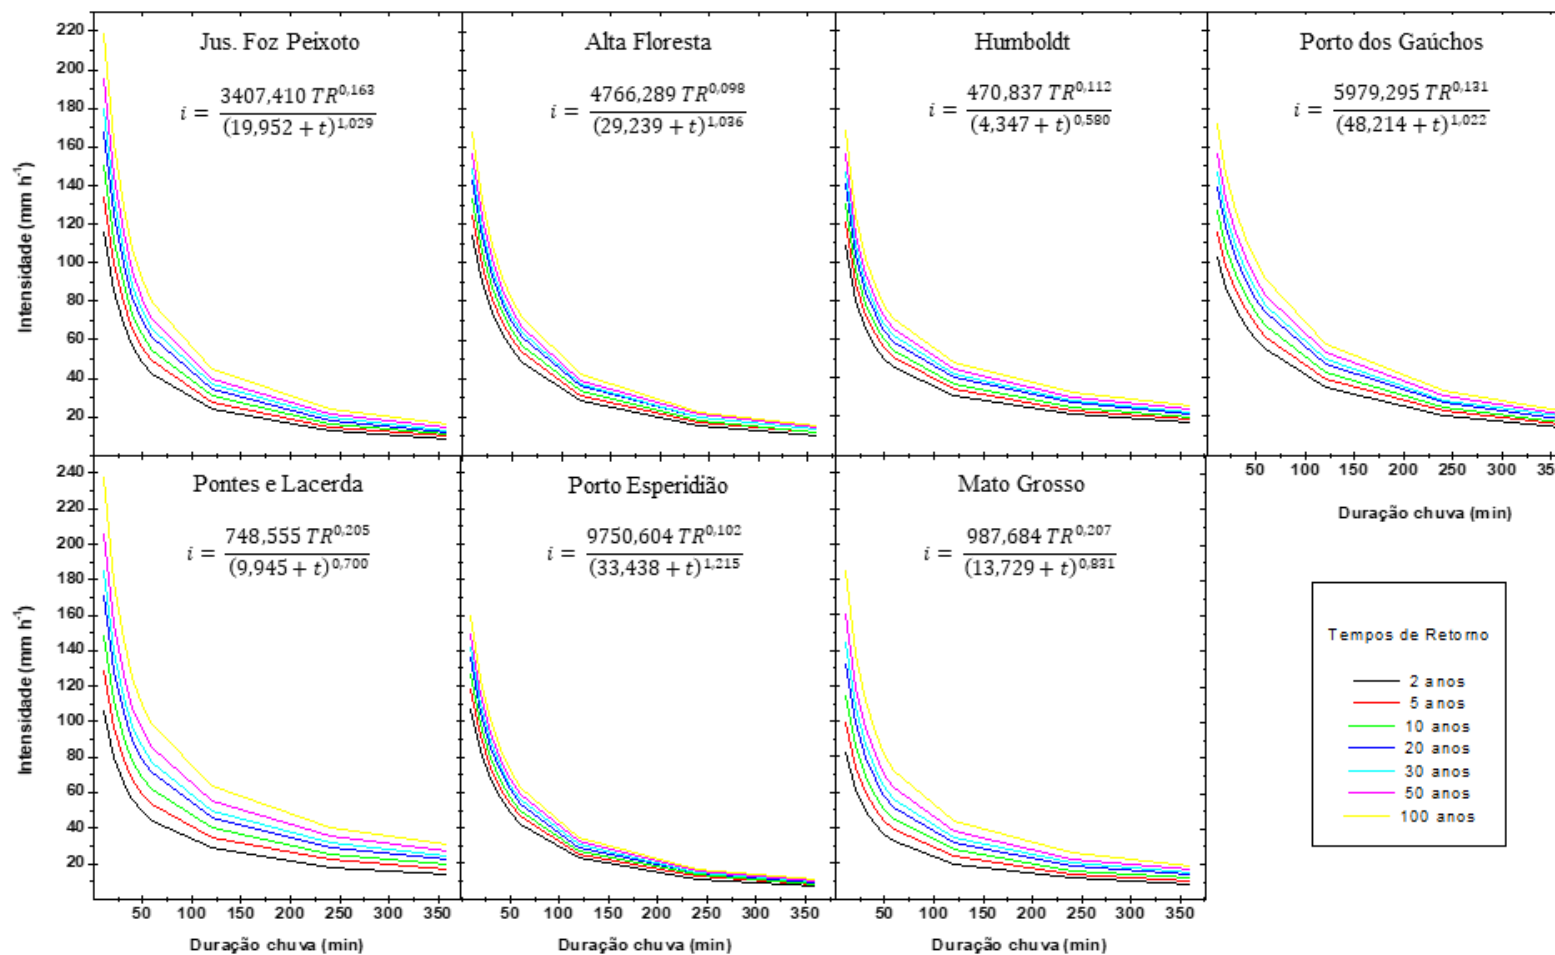 Jus. Foz Peixoto
i = 3407,410 TR^0,163 / (19,952 + t)^1,029
Alta Floresta
i = 4766,289 TR^0,098 / (29,239 + t)^1,036
Humboldt
i = 470,837 TR^0,112 / (4,347 + t)^0,580
Porto dos Gaúchos
i = 5979,295 TR^0,131 / (48,214 + t)^1,022
Intensidade (mm h⁻¹)
220
200
180
160
140
120
100
80
60
40
20
50 100 150 200 250 300 350
Duração chuva (min)
Pontes e Lacerda
i = 748,555 TR^0,205 / (9,945 + t)^0,700
Porto Esperidião
i = 9750,604 TR^0,102 / (33,438 + t)^1,215
Mato Grosso
i = 987,684 TR^0,207 / (13,729 + t)^0,831
Intensidade (mm h⁻¹)
240
220
200
180
160
140
120
100
80
60
40
20
50 100 150 200 250 300 350
50 100 150 200 250 300 350
50 100 150 200 250 300 350
Duração chuva (min)
Duração chuva (min)
Duração chuva (min)
Tempos de Retorno
2 anos
5 anos
10 anos
20 anos
30 anos
50 anos
100 anos